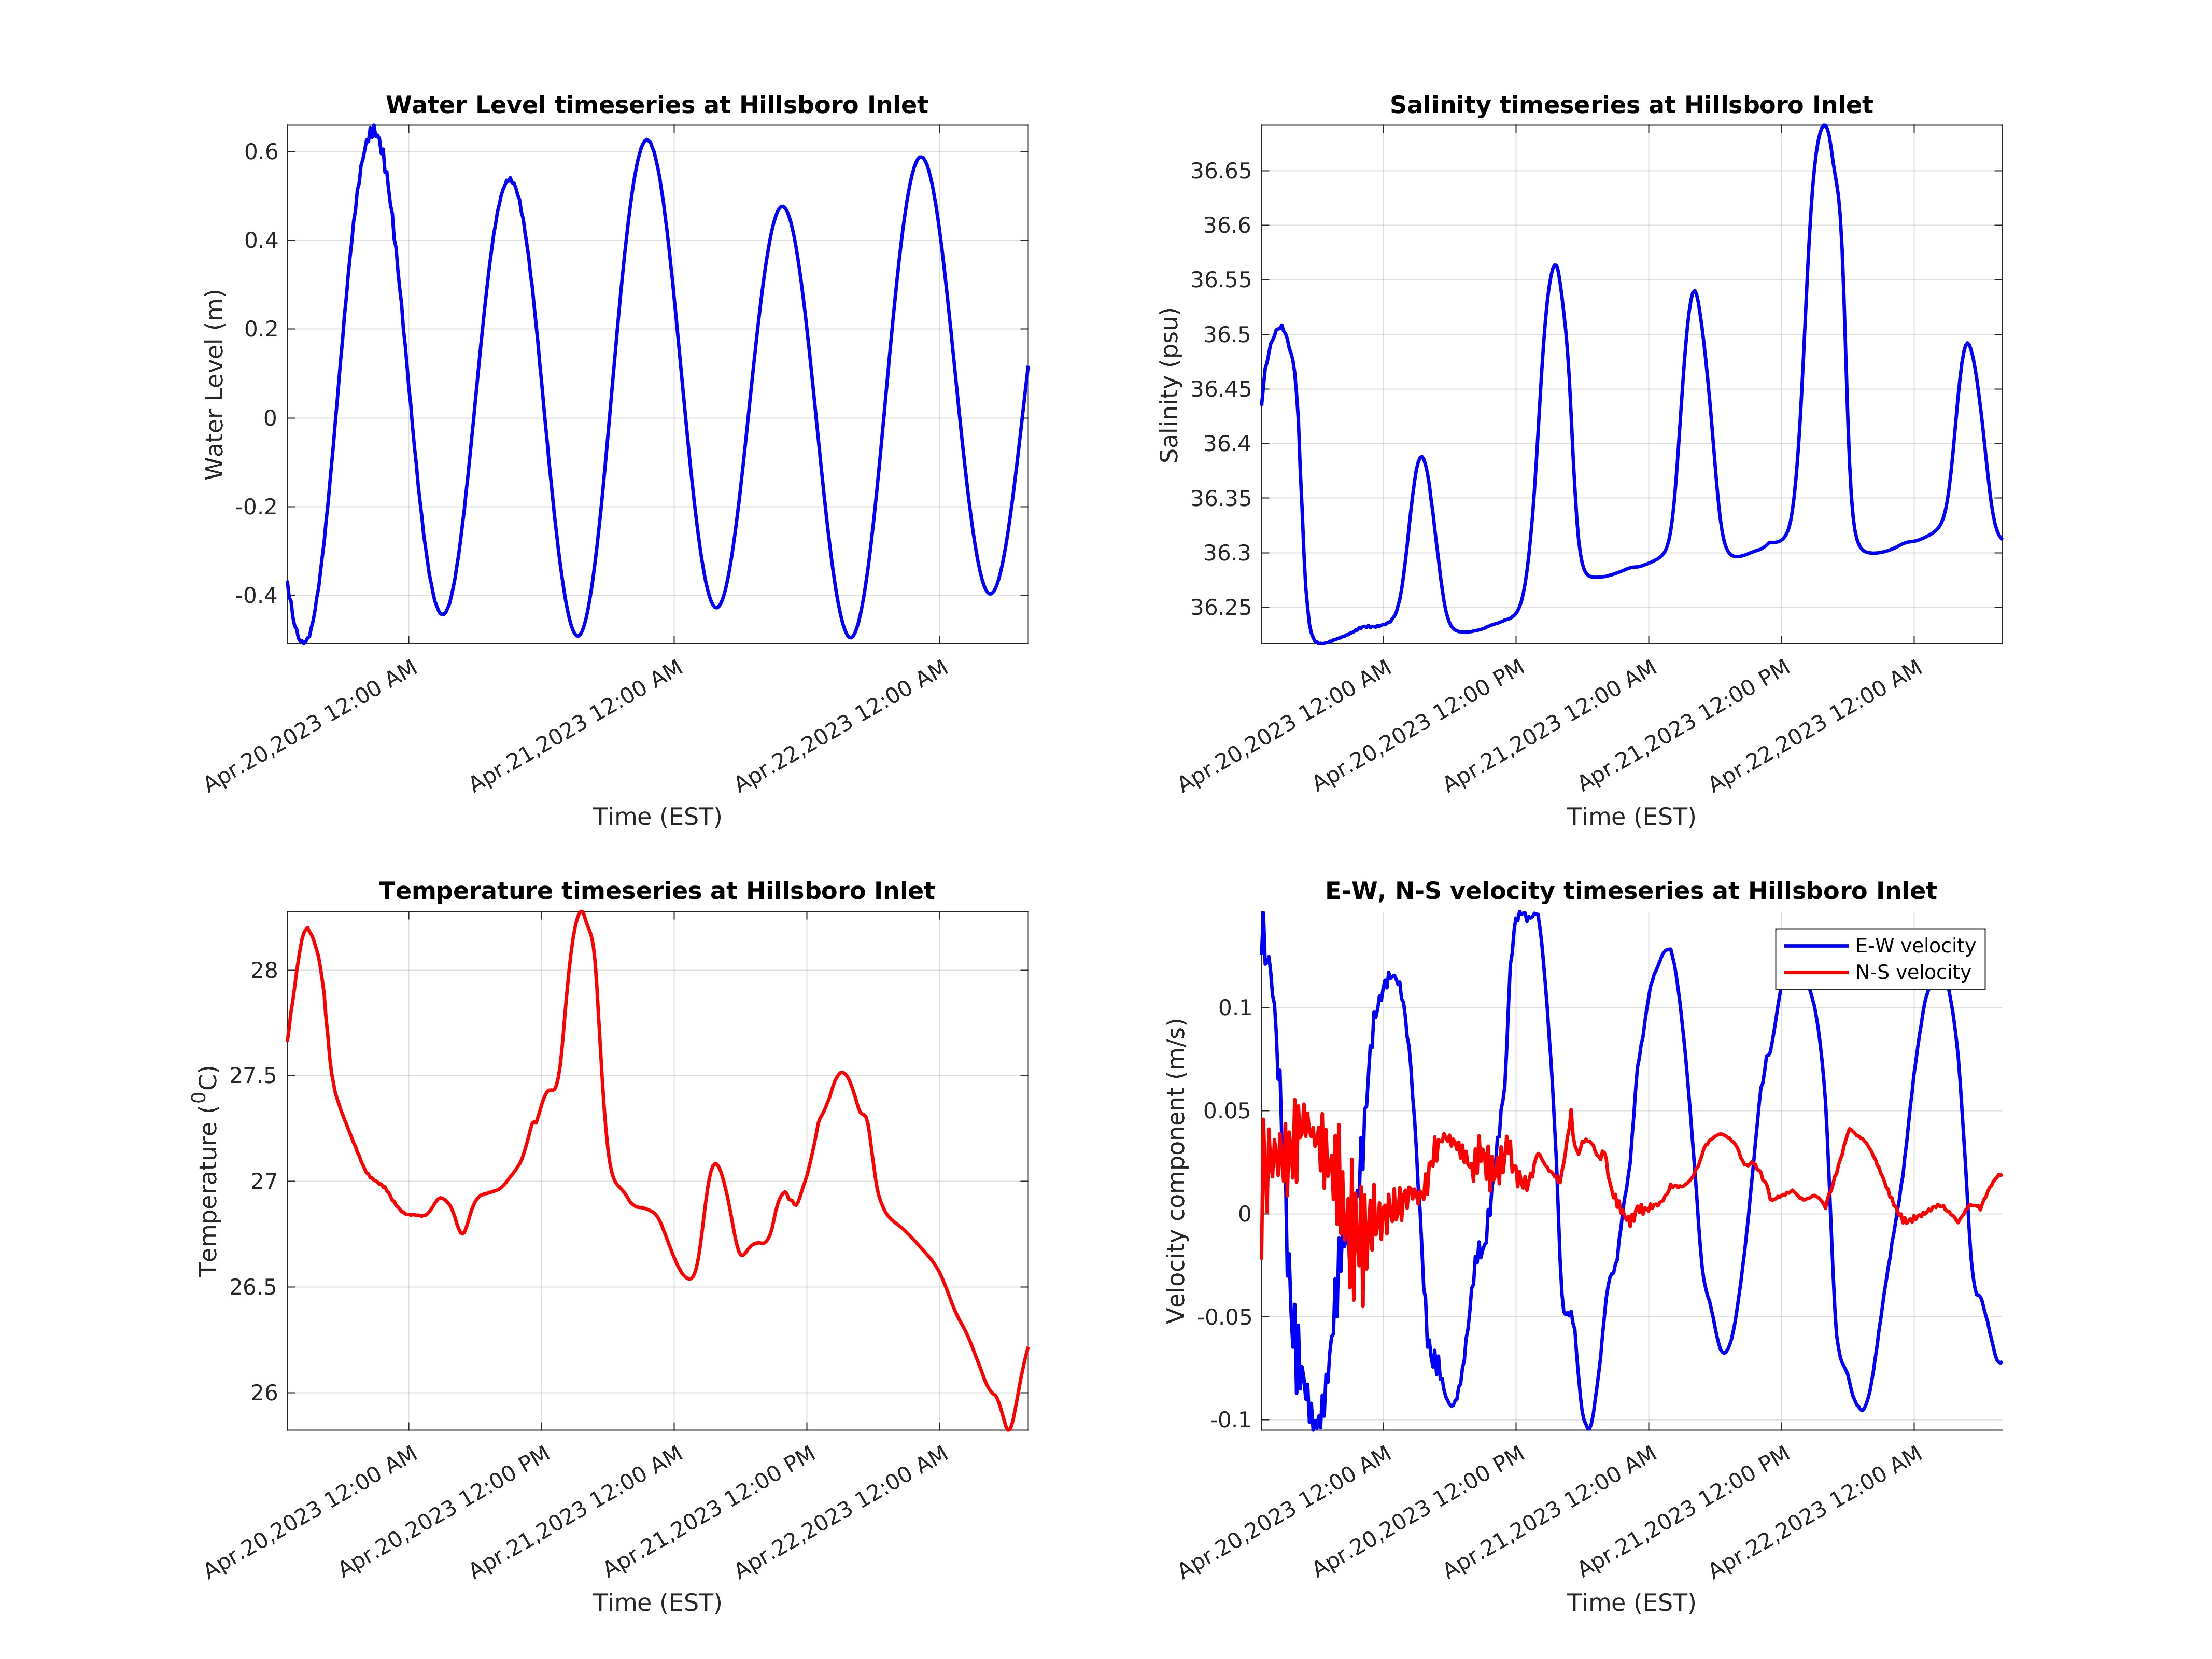 Water Level timeseries at Hillsboro Inlet
Water Level (m)
0.6
0.4
0.2
0
-0.2
-0.4
Apr.20,2023 12:00 AM
Apr.21,2023 12:00 AM
Apr.22,2023 12:00 AM
Time (EST)
Salinity timeseries at Hillsboro Inlet
Salinity (psu)
36.65
36.6
36.55
36.5
36.45
36.4
36.35
36.3
36.25
Apr.20,2023 12:00 AM
Apr.20,2023 12:00 PM
Apr.21,2023 12:00 AM
Apr.21,2023 12:00 PM
Apr.22,2023 12:00 AM
Time (EST)
Temperature timeseries at Hillsboro Inlet
Temperature (⁰C)
28
27.5
27
26.5
26
Apr.20,2023 12:00 AM
Apr.20,2023 12:00 PM
Apr.21,2023 12:00 AM
Apr.21,2023 12:00 PM
Apr.22,2023 12:00 AM
Time (EST)
E-W, N-S velocity timeseries at Hillsboro Inlet
E-W velocity
N-S velocity
Velocity component (m/s)
0.1
0.05
0
-0.05
-0.1
Apr.20,2023 12:00 AM
Apr.20,2023 12:00 PM
Apr.21,2023 12:00 AM
Apr.21,2023 12:00 PM
Apr.22,2023 12:00 AM
Time (EST)